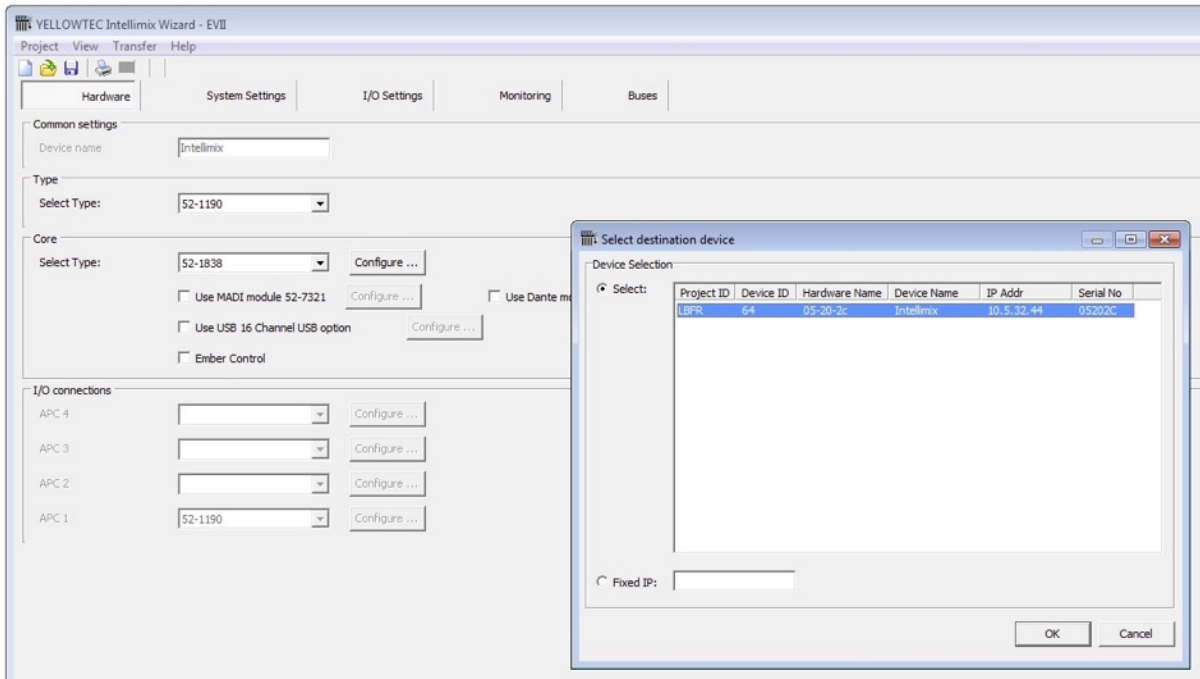 YELLOWTEC Intellimix Wizard - EVII
Project View Transfer Help
Hardware System Settings I/O Settings Monitoring Buses
Common settings
Device name Intellimix
Type
Select Type: 52-1190
Core
Select Type: 52-1838 Configure ...
Use MADI module 52-7321 Configure ... Use Dante
Use USB 16 Channel USB option Configure ...
Ember Control
I/O connections
APC 4 Configure ...
APC 3 Configure ...
APC 2 Configure ...
APC 1 52-1190 Configure ...
Select destination device
Device Selection
Select:
Project ID Device ID Hardware Name Device Name IP Addr Serial No
LBFR 64 05-20-2c Intellimix 10.5.32.44 05202C
Fixed IP:
OK Cancel